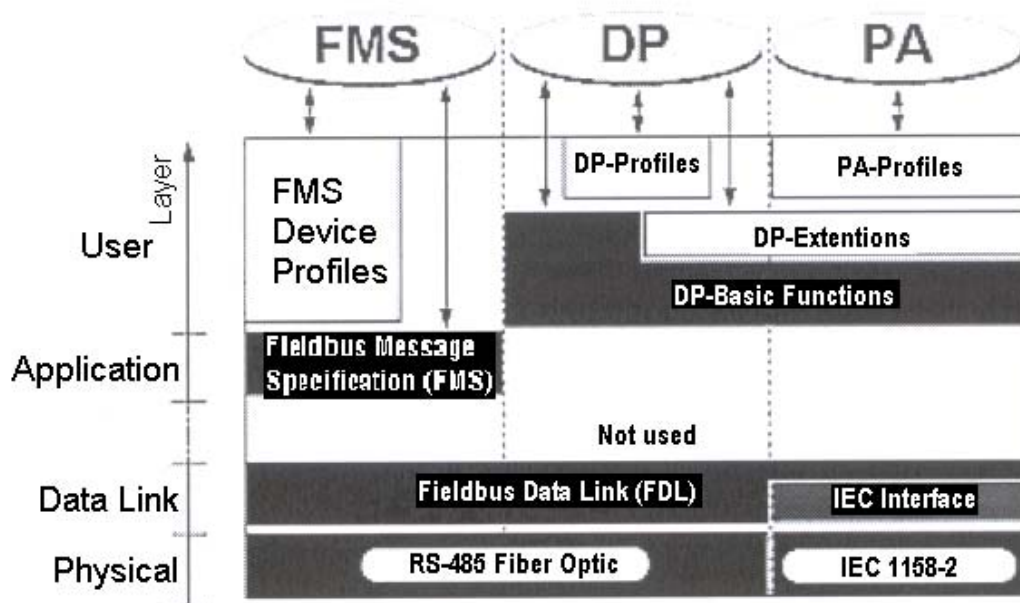 FMS
DP
PA
Layer
User
FMS
Device
Profiles
DP-Profiles
PA-Profiles
DP-Extentions
DP-Basic Functions
Application
Fieldbus Message
Specification (FMS)
Not used
Data Link
Fieldbus Data Link (FDL)
IEC Interface
Physical
RS-485 Fiber Optic
IEC 1158-2